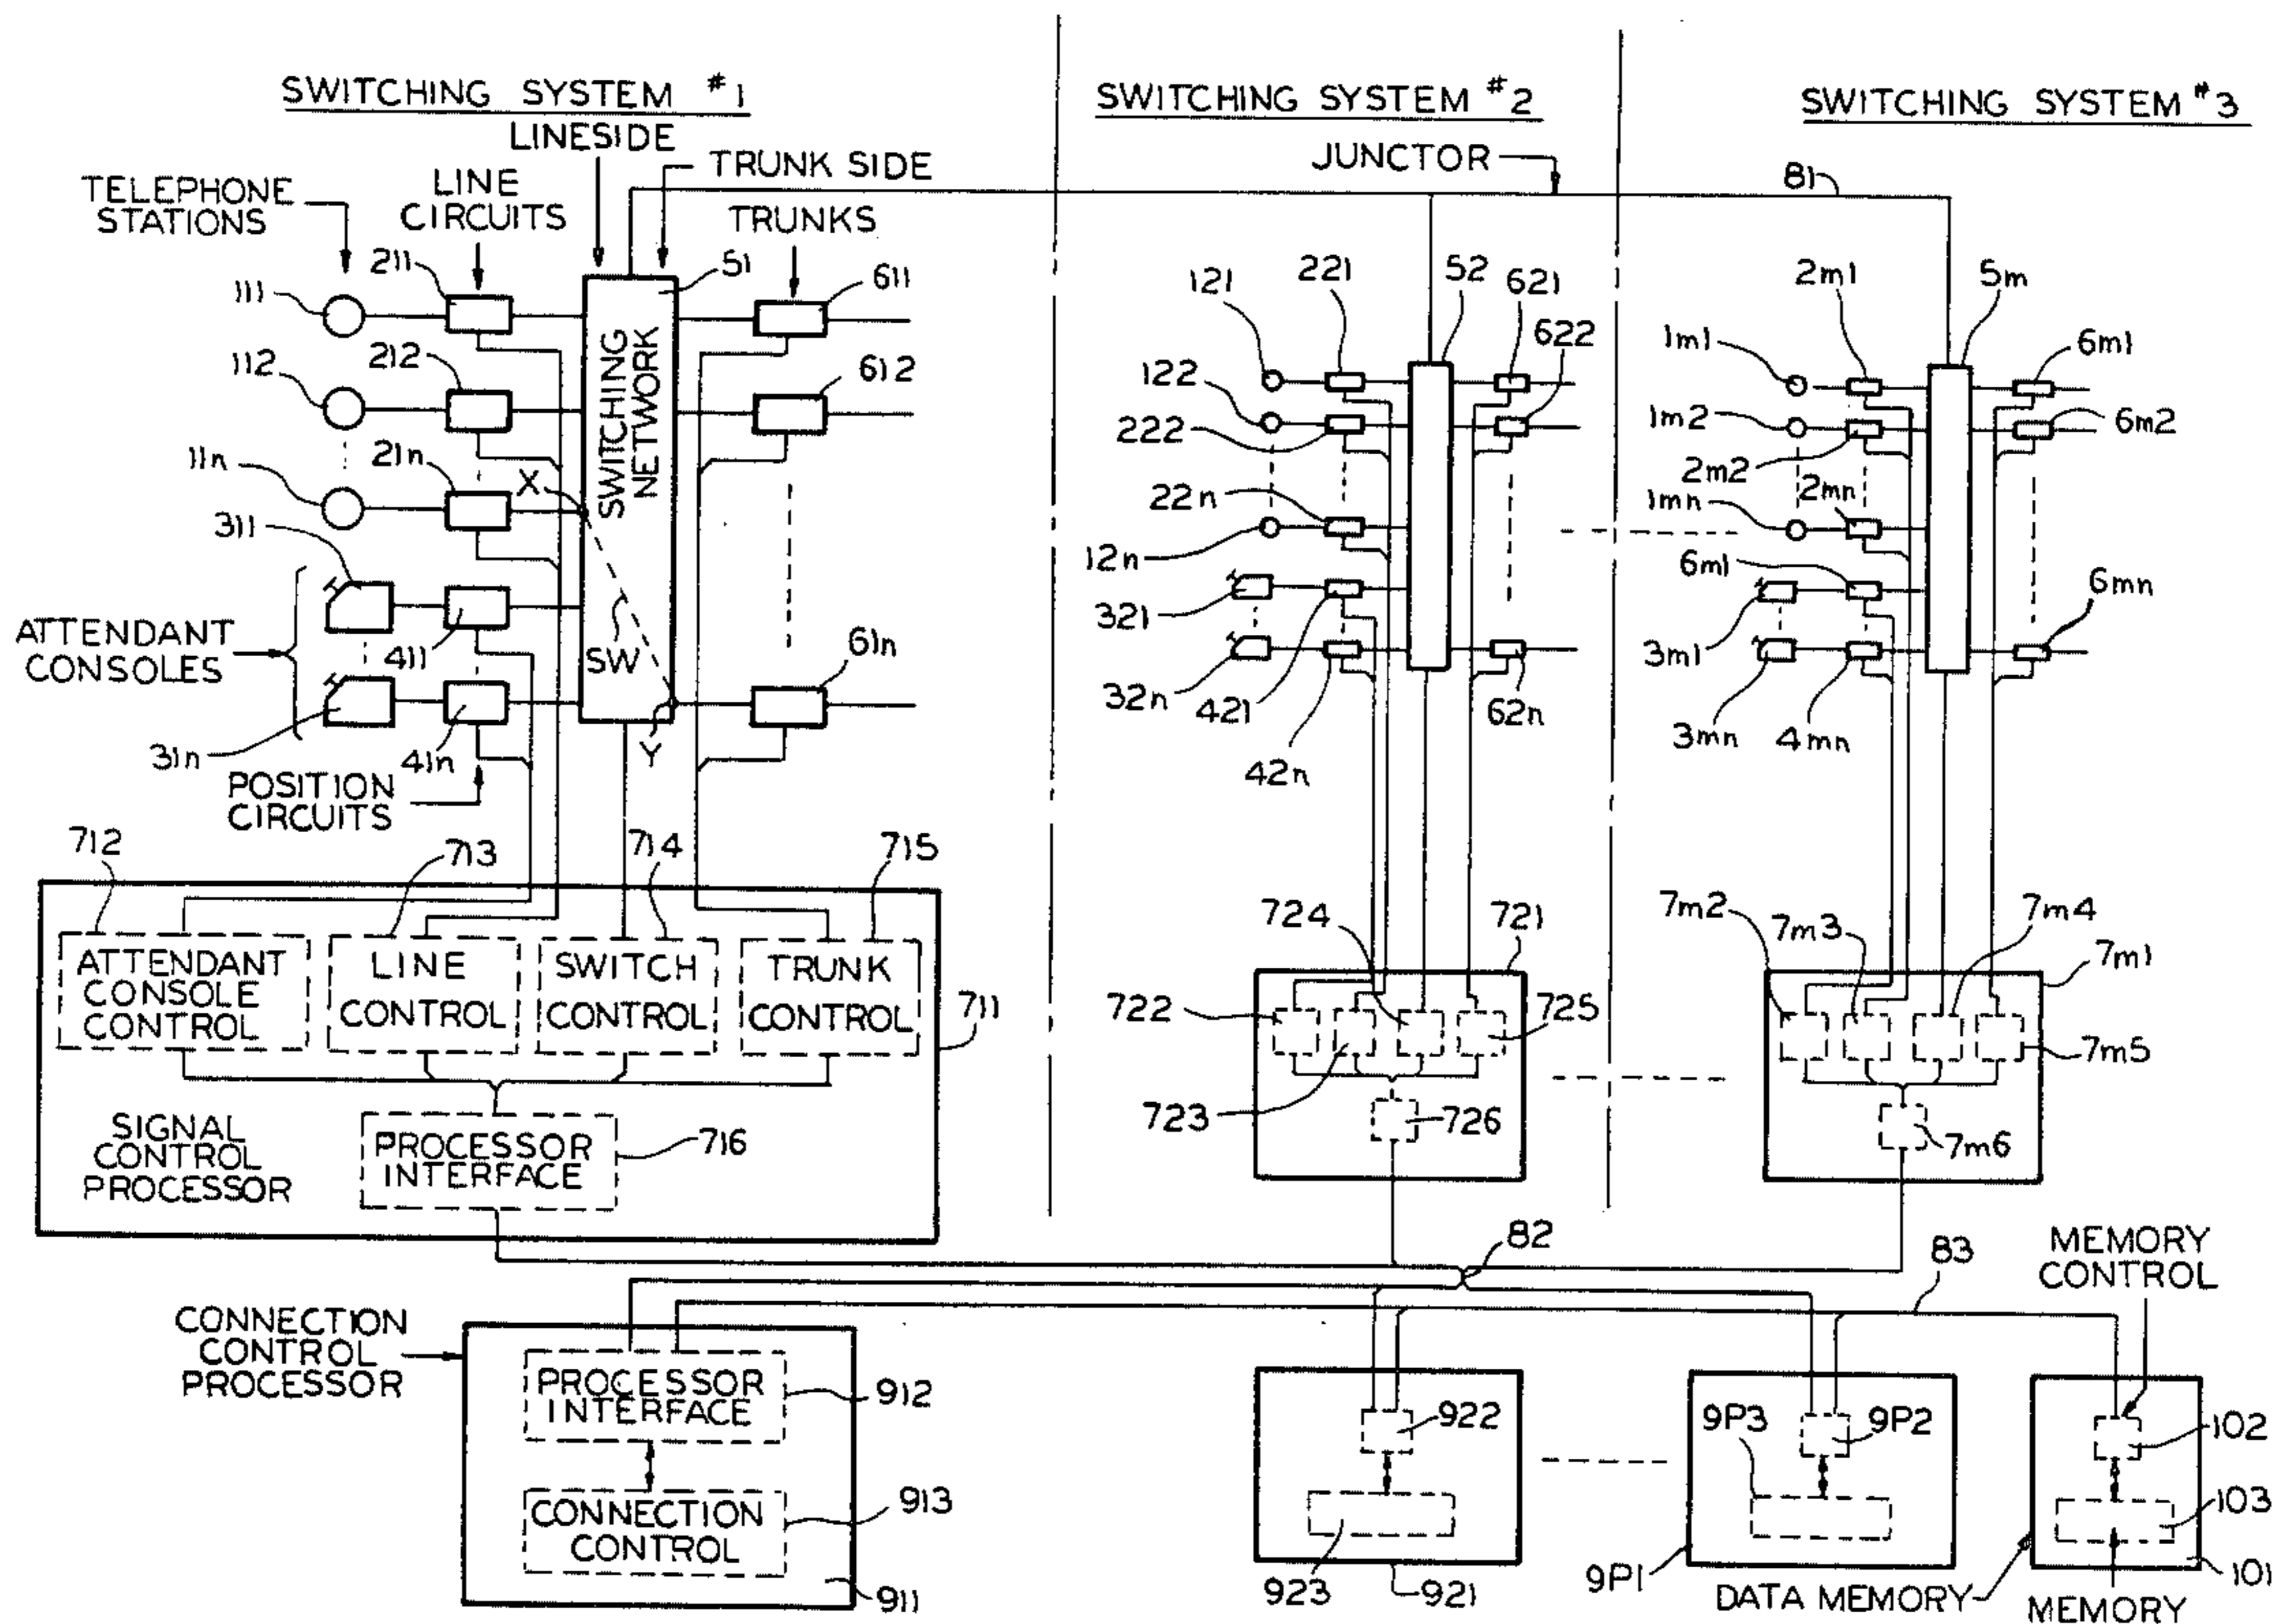 SWITCHING SYSTEM #1
SWITCHING SYSTEM #2
SWITCHING SYSTEM #3
LINESIDE
TRUNK SIDE
JUNCTOR
81
TELEPHONE
STATIONS
LINE
CIRCUITS
TRUNKS
111
211
51
611
112
212
612
11n
21n
X
SWITCHING
NETWORK
311
ATTENDANT
CONSOLES
411
SW
61n
31n
41n
Y
POSITION
CIRCUITS
121
221
52
621
622
122
222
22n
12n
321
32n
421
42n
62n
2m1
5m
1m1
6m1
1m2
6m2
2m2
2mn
1mn
6m1
6mn
3m1
3mn
4mn
712
713
714
715
ATTENDANT
CONSOLE
CONTROL
LINE
CONTROL
SWITCH
CONTROL
TRUNK
CONTROL
711
SIGNAL
CONTROL
PROCESSOR
PROCESSOR
INTERFACE
716
724
721
722
725
723
726
7m2
7m3
7m4
7m1
7m5
7m6
82
83
MEMORY
CONTROL
CONNECTION
CONTROL
PROCESSOR
PROCESSOR
INTERFACE
912
CONNECTION
CONTROL
913
911
922
923
921
9P3
9P2
9P1
102
103
101
DATA MEMORY
MEMORY